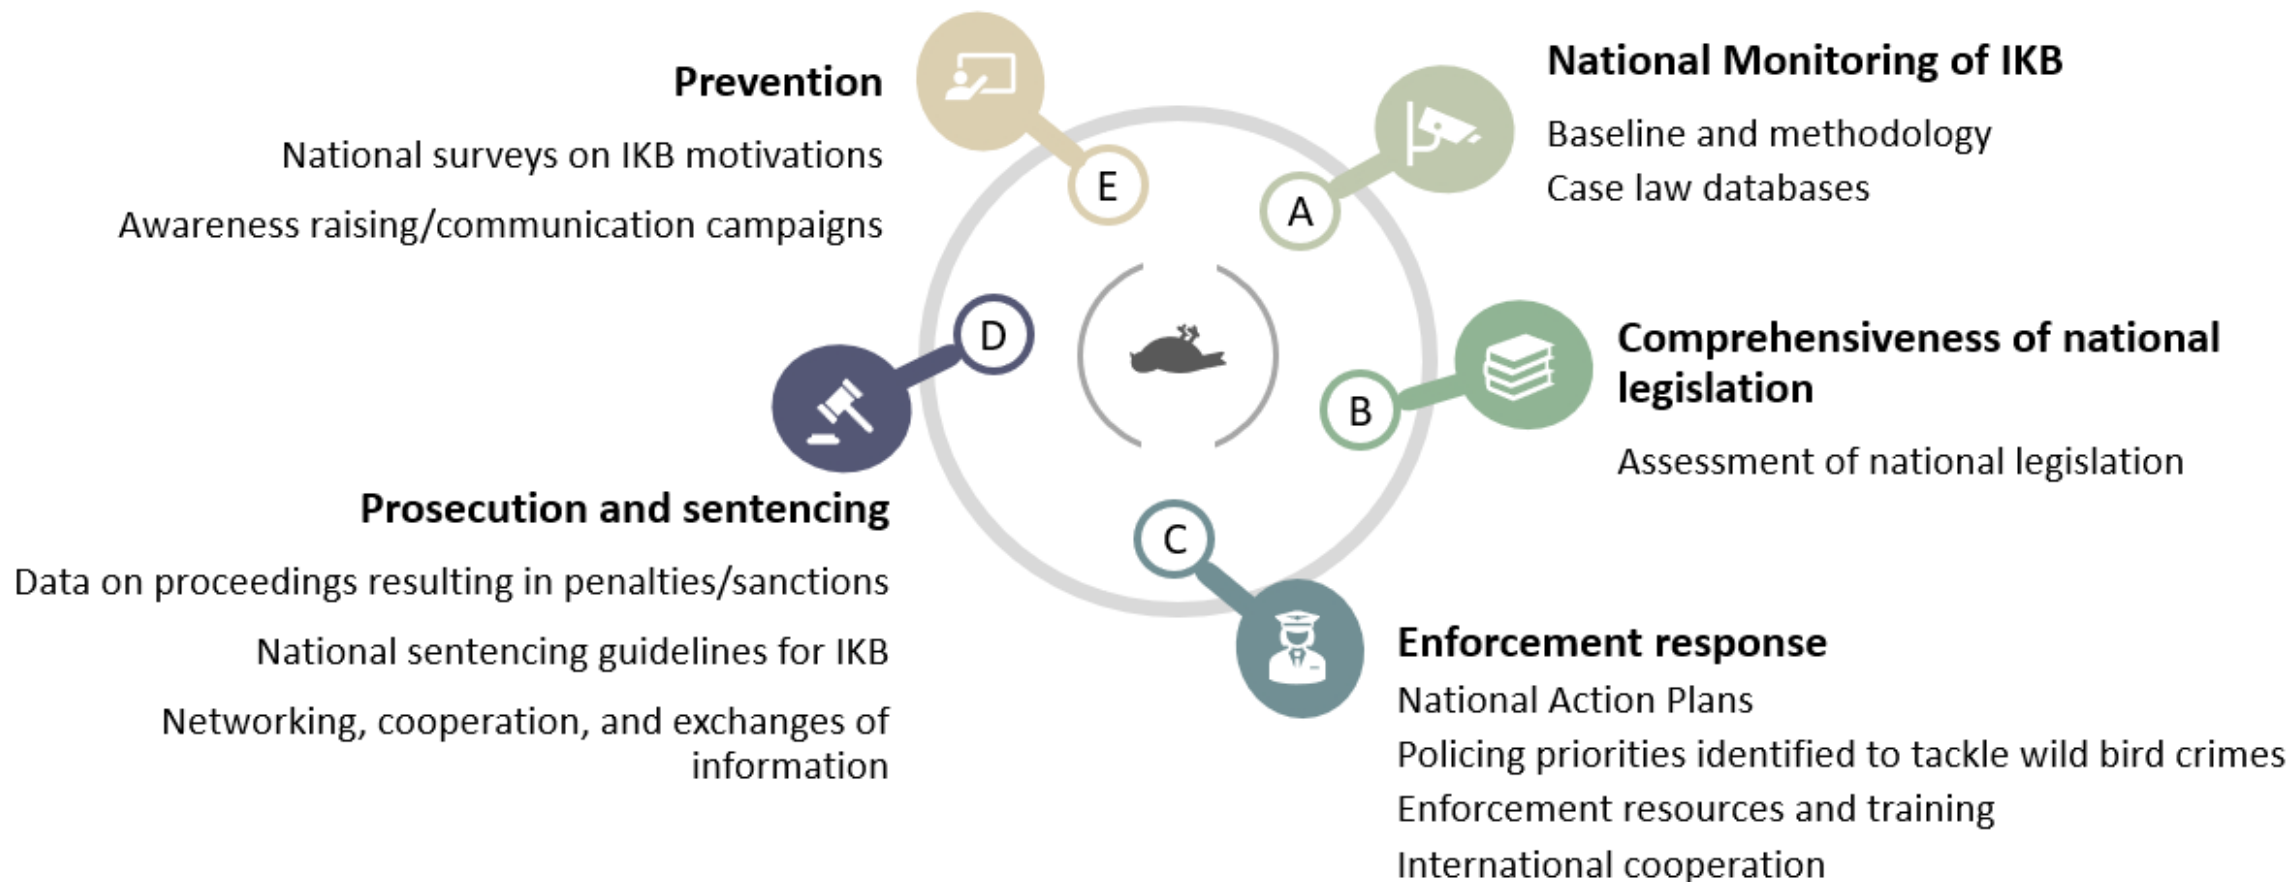 A
National Monitoring of IKB
Baseline and methodology
Case law databases
B
Comprehensiveness of national
legislation
Assessment of national legislation
C
Enforcement response
National Action Plans
Policing priorities identified to tackle wild bird crimes
Enforcement resources and training
International cooperation
D
Prosecution and sentencing
Data on proceedings resulting in penalties/sanctions
National sentencing guidelines for IKB
Networking, cooperation, and exchanges of
information
E
Prevention
National surveys on IKB motivations
Awareness raising/communication campaigns